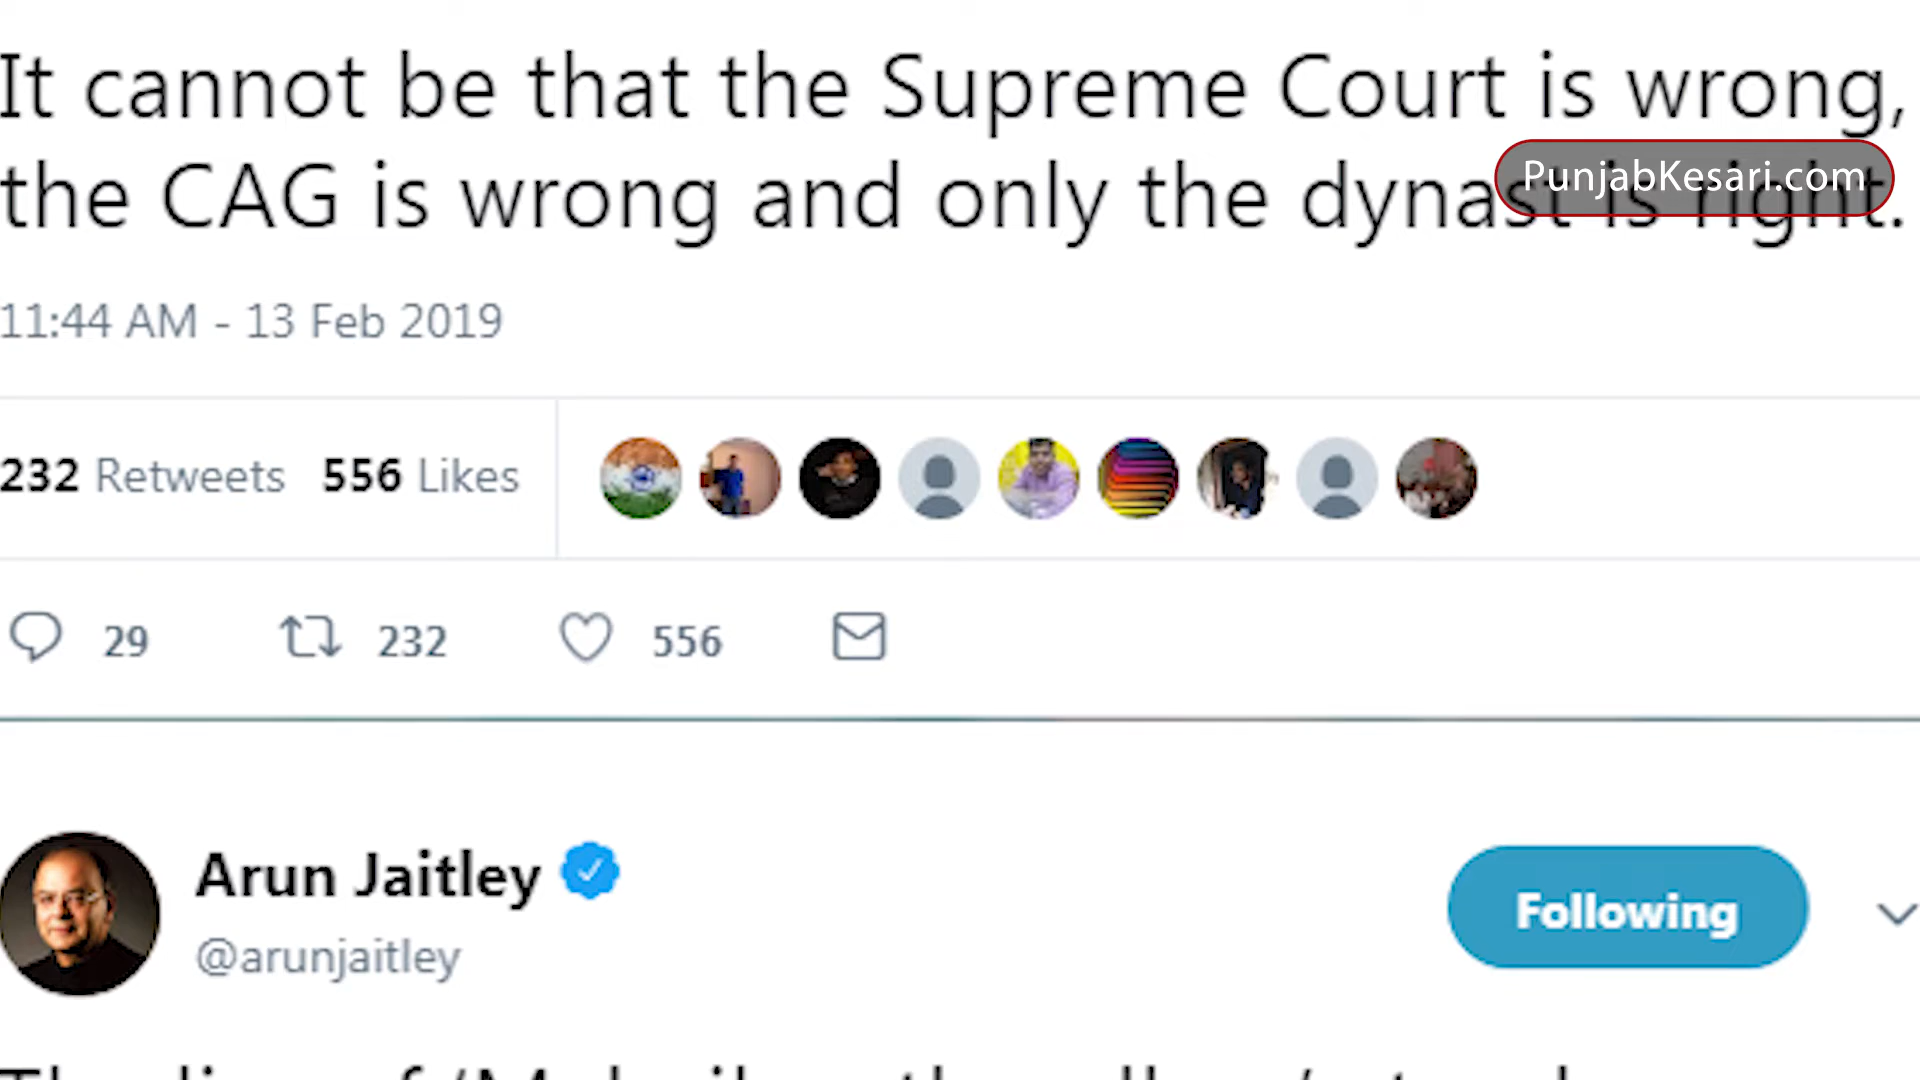 It cannot be that the Supreme Court is wrong,
PunjabKesari.com
the CAG is wrong and only the dynast is right.
11:44 AM - 13 Feb 2019
232 Retweets 556 Likes
29 232 556
Arun Jaitley
Following
@arunjaitley